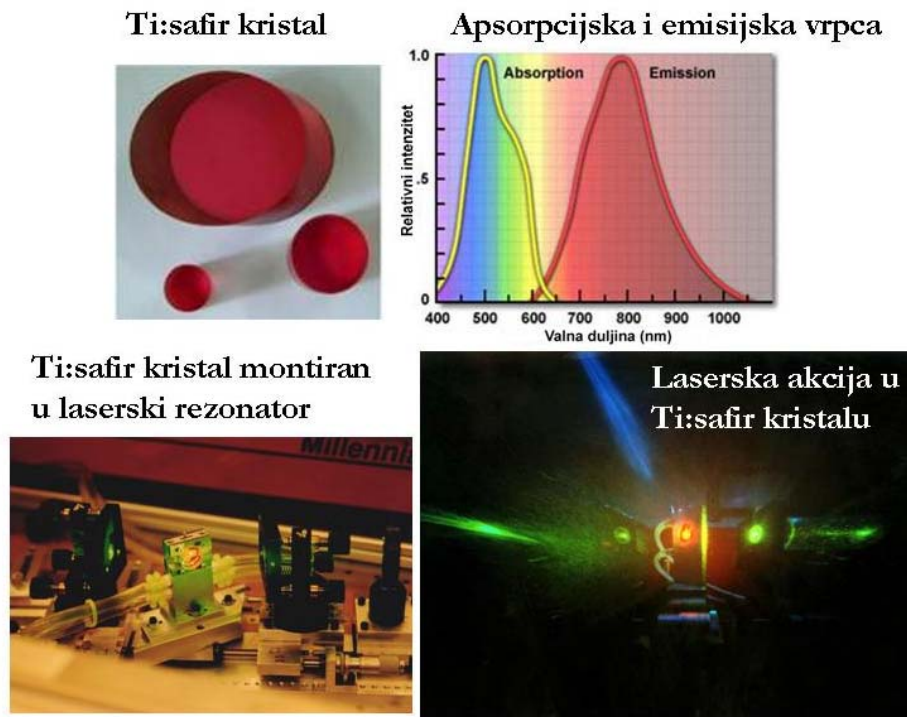 Ti:safir kristal
Apsorpcijska i emisijska vrpca
1.0
.5
0
Relativni intenzitet
Absorption
Emission
400 500 600 700 800 900 1000
Valna duljina (nm)
Ti:safir kristal montiran
u laserski rezonator
Millennia
Laserska akcija u
Ti:safir kristalu